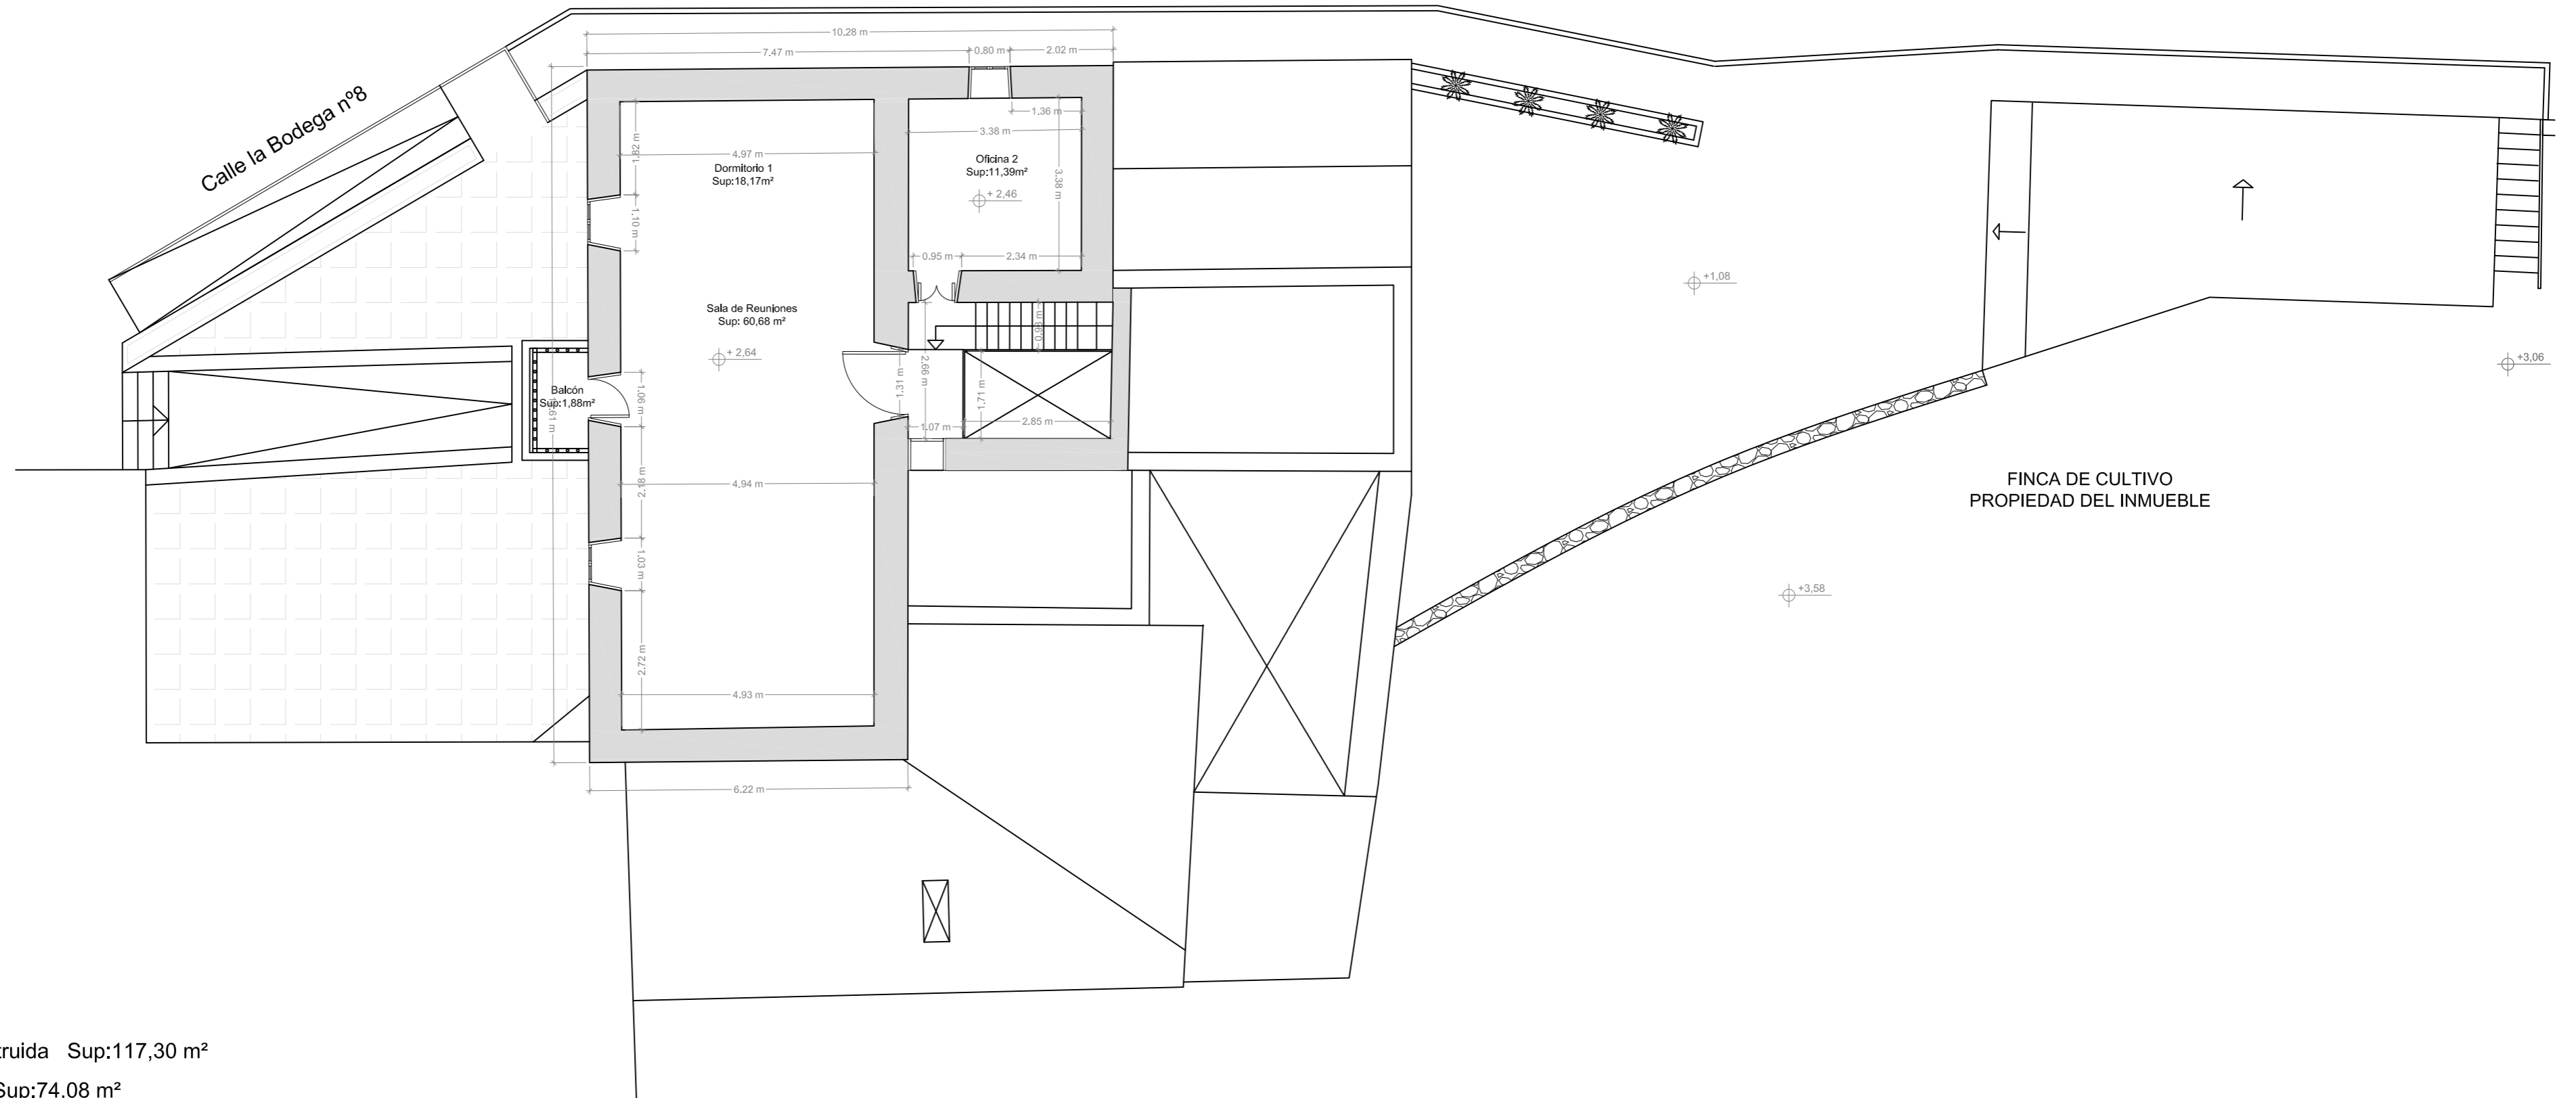 10.28 m
7.47 m
0.80 m
2.02 m
Calle la Bodega nº8
1.36 m
3.38 m
1.82 m
4.97 m
Dormitorio 1
Sup:18,17m²
Oficina 2
Sup:11,39m²
3.38 m
+ 2,46
1.10 m
0.95 m
2.34 m
+1,08
Sala de Reuniones
Sup: 60,68 m²
0.93 m
+ 2,64
2.66 m
+3,06
Balcón
Sup:1,88m²
1.06 m
1.31 m
1.71 m
1.07 m
2.85 m
2.18 m
4.94 m
FINCA DE CULTIVO
PROPIEDAD DEL INMUEBLE
1.03 m
+3,58
2.72 m
4.93 m
6.22 m
truida Sup:117,30 m²
Sup:74,08 m²